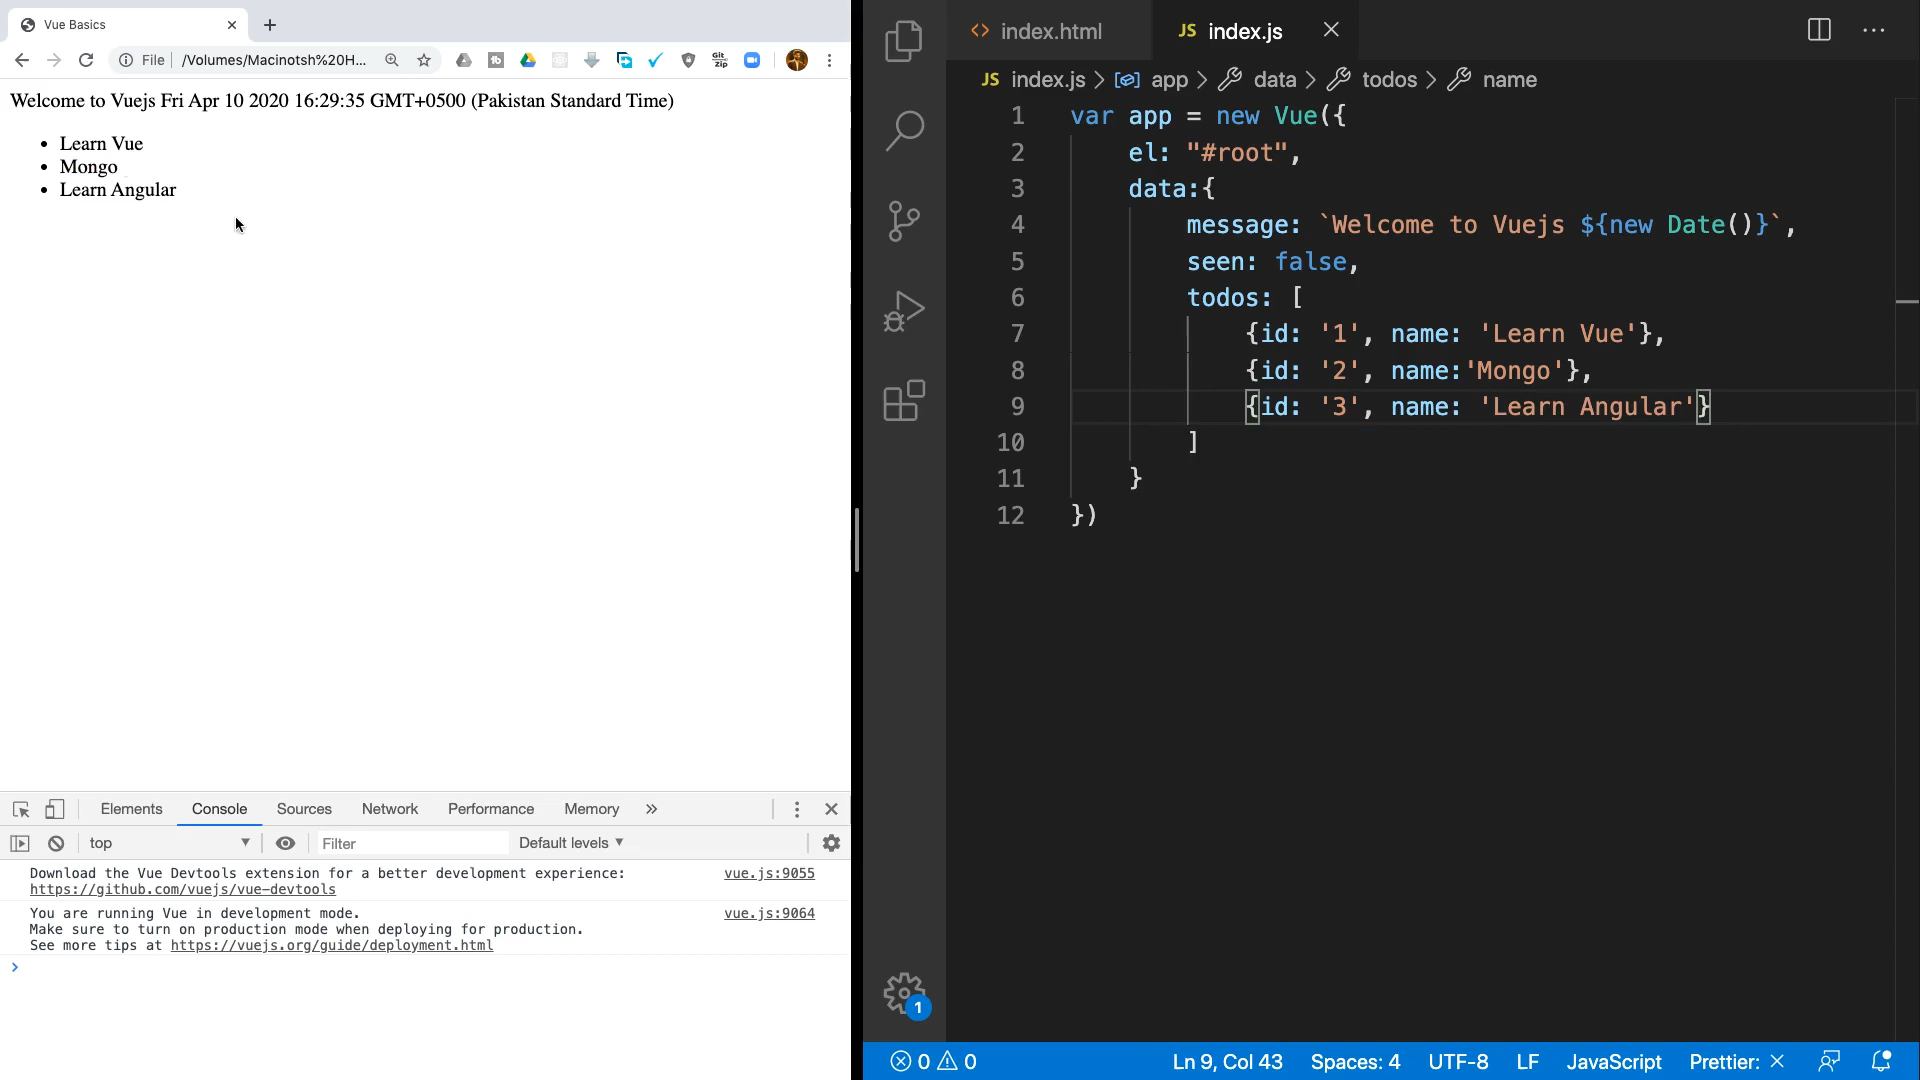 Vue Basics
File
/Volumes/Macinotsh%20H...
Git
Zip
Welcome to Vuejs Fri Apr 10 2020 16:29:35 GMT+0500 (Pakistan Standard Time)
• Learn Vue
• Mongo
• Learn Angular
Elements Console Sources Network Performance Memory »
top Filter Default levels
Download the Vue Devtools extension for a better development experience: vue.js:9055
https://github.com/vuejs/vue-devtools
You are running Vue in development mode. vue.js:9064
Make sure to turn on production mode when deploying for production.
See more tips at https://vuejs.org/guide/deployment.html
1
<> index.html JS index.js
JS index.js > app > data > todos > name
1 var app = new Vue({
2 el: "#root",
3 data:{
4 message: `Welcome to Vuejs ${new Date()}`,
5 seen: false,
6 todos: [
7 {id: '1', name: 'Learn Vue'},
8 {id: '2', name:'Mongo'},
9 {id: '3', name: 'Learn Angular'}
10 ]
11 }
12 })
0 0 Ln 9, Col 43 Spaces: 4 UTF-8 LF JavaScript Prettier: ×